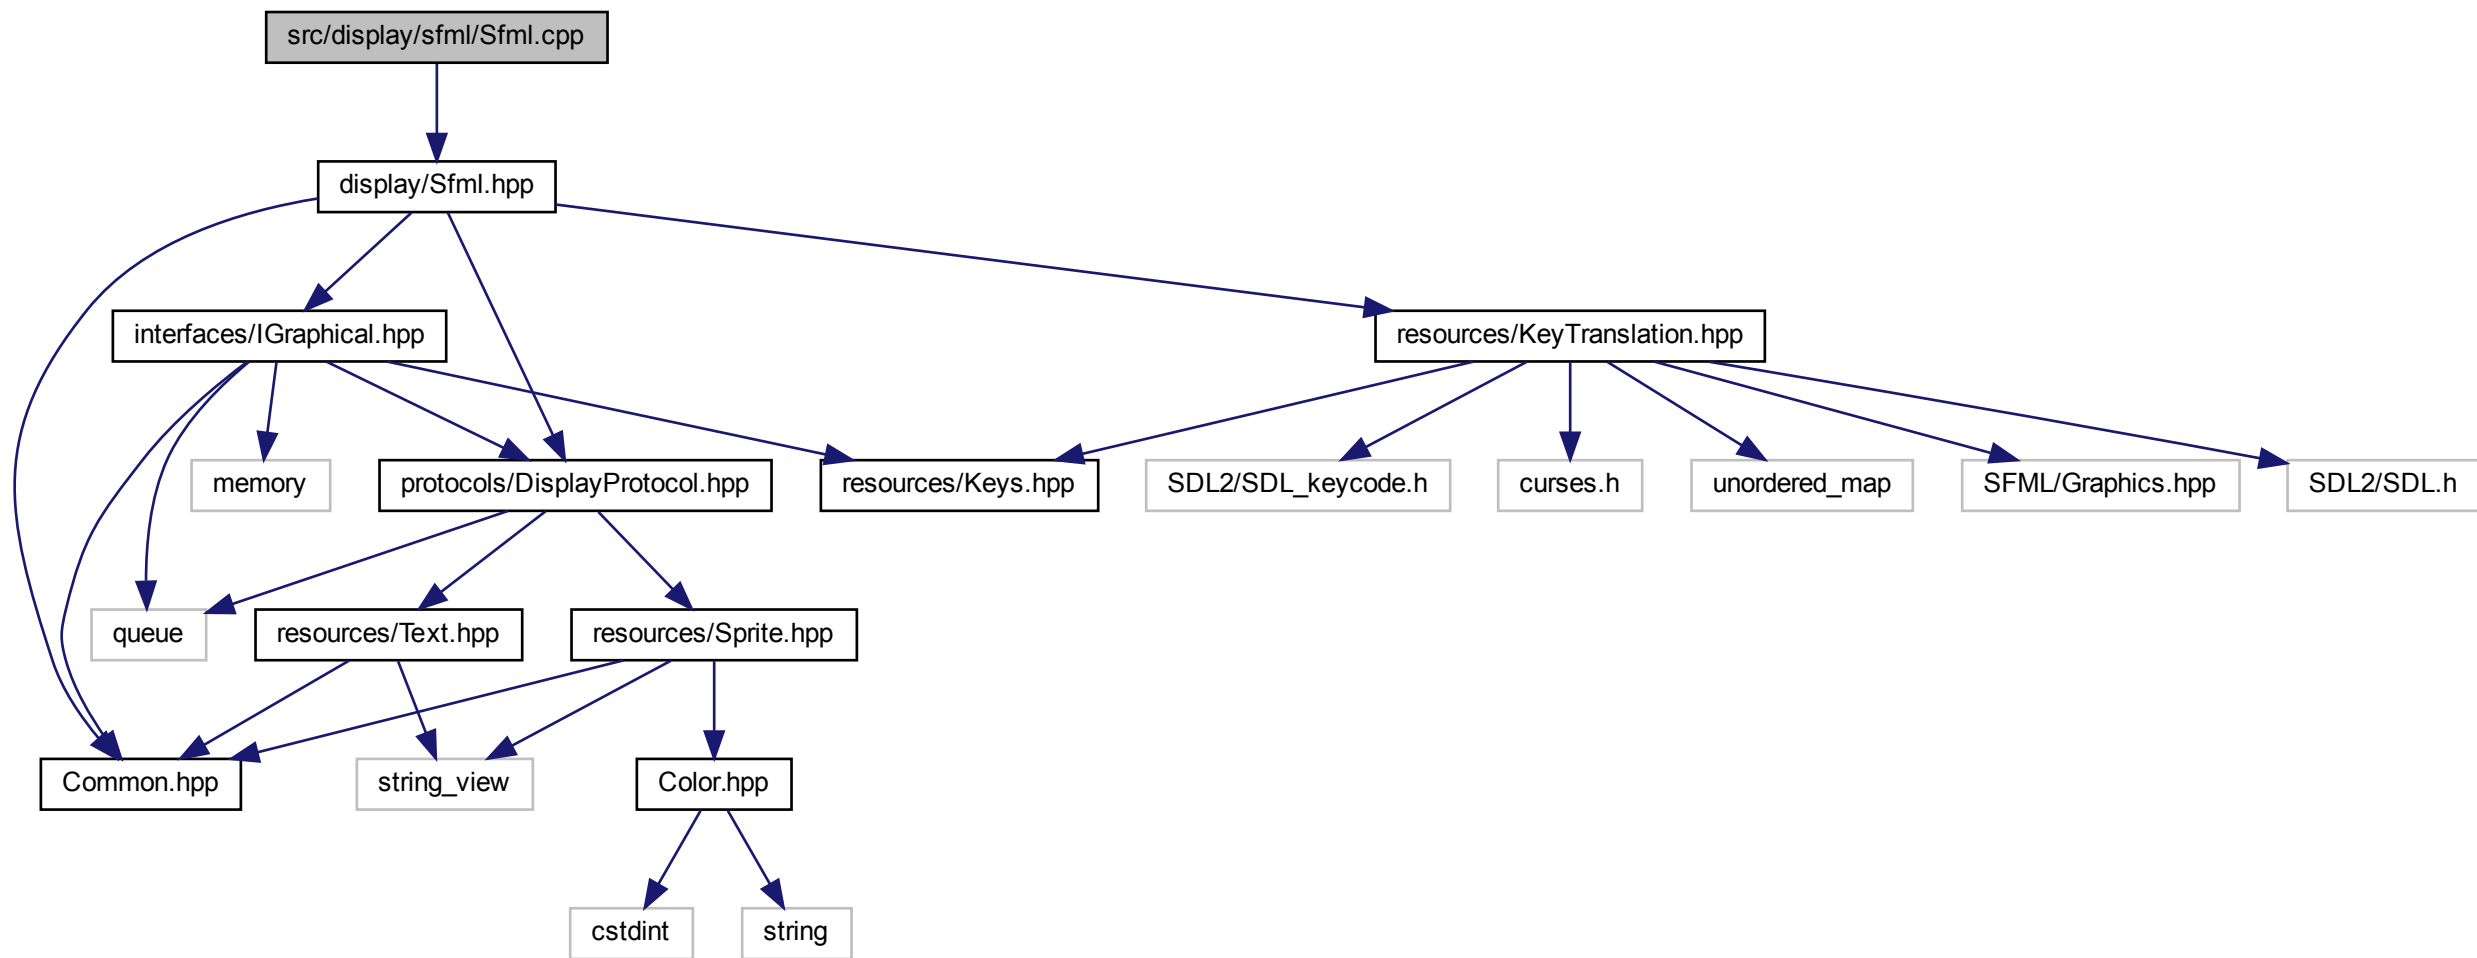 src/display/sfml/Sfml.cpp
display/Sfml.hpp
interfaces/IGraphical.hpp
resources/KeyTranslation.hpp
memory
protocols/DisplayProtocol.hpp
resources/Keys.hpp
SDL2/SDL_keycode.h
curses.h
unordered_map
SFML/Graphics.hpp
SDL2/SDL.h
queue
resources/Text.hpp
resources/Sprite.hpp
Common.hpp
string_view
Color.hpp
cstdint
string